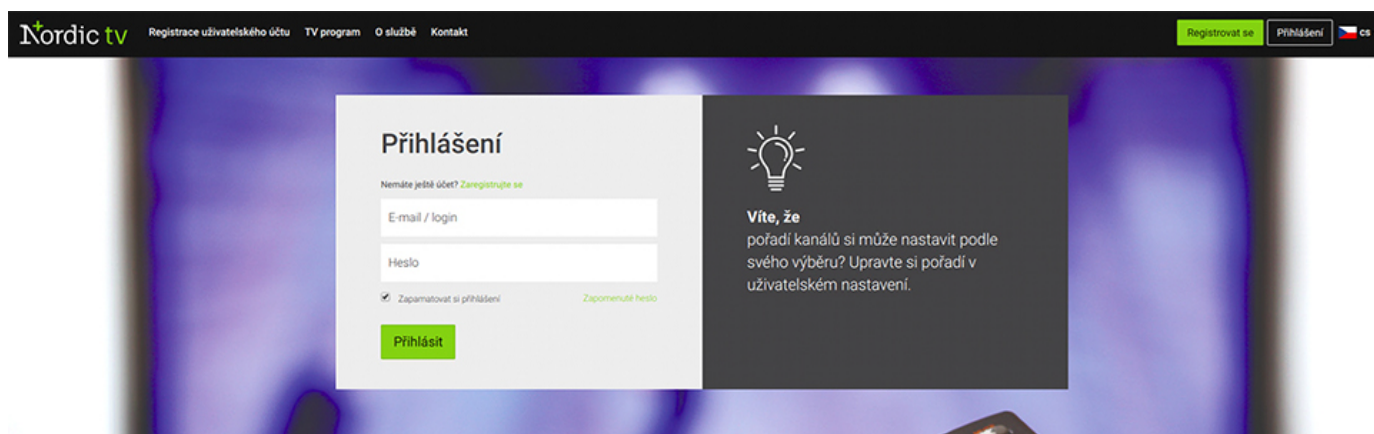 Nordic tv
Registrace uživatelského účtu TV program O službě Kontakt
Registrovat se Přihlášení cs
Přihlášení
Nemáte ještě účet? Zaregistrujte se
E-mail / login
Heslo
Zapamatovat si přihlášení Zapomenuté heslo
Přihlásit
Víte, že
pořadí kanálů si může nastavit podle
svého výběru? Upravte si pořadí v
uživatelském nastavení.